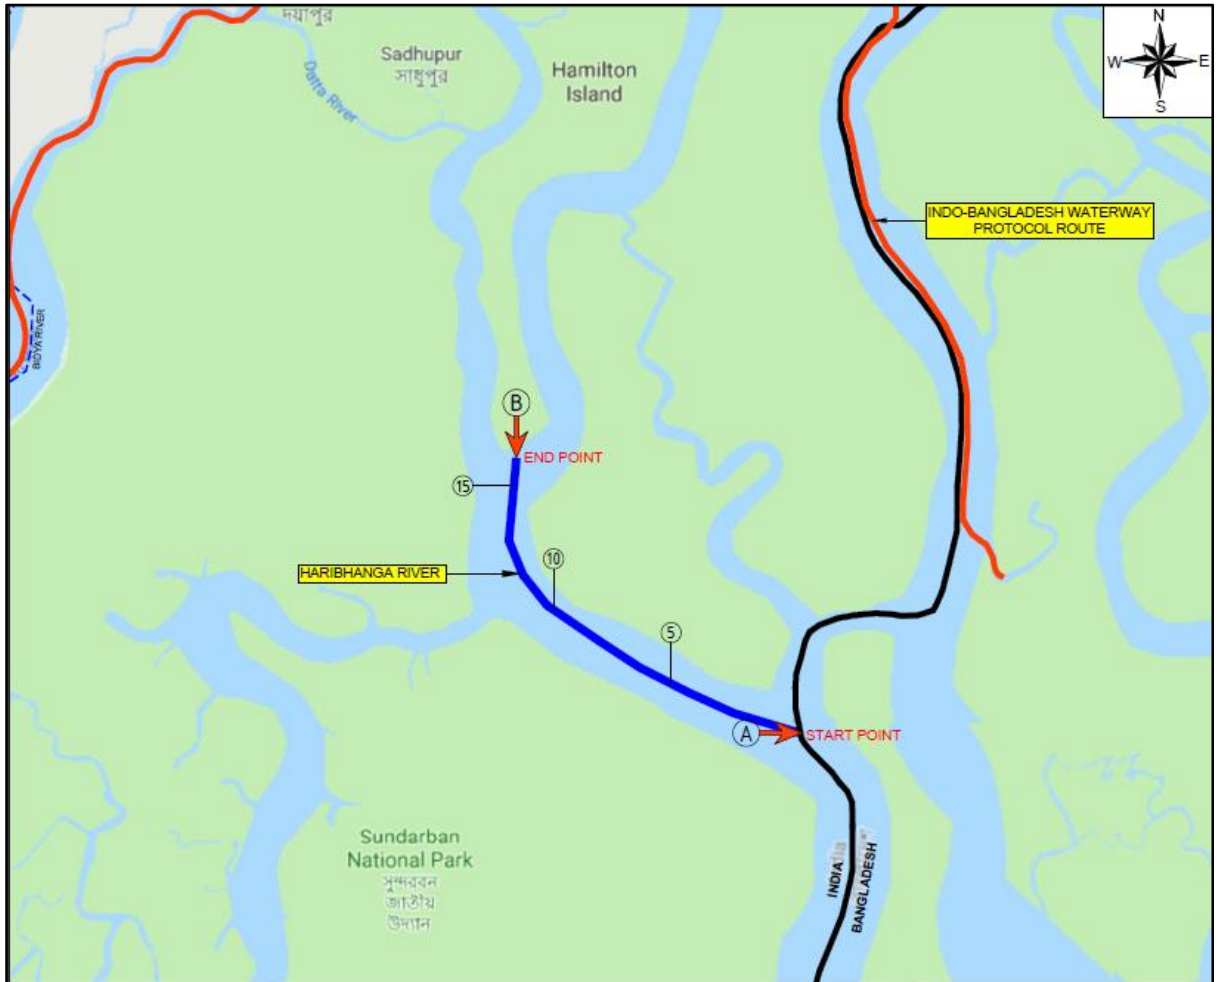 দয়াপুর
N
W
E
S
Sadhupur
সাধুপুর
Datta River
Hamilton
Island
INDO-BANGLADESH WATERWAY
PROTOCOL ROUTE
BIDYA RIVER
B
END POINT
15
10
HARIBHANGA RIVER
5
A
START POINT
Sundarban
National Park
সুন্দরবন
জাতীয়
উদ্যান
INDIA
BANGLADESH